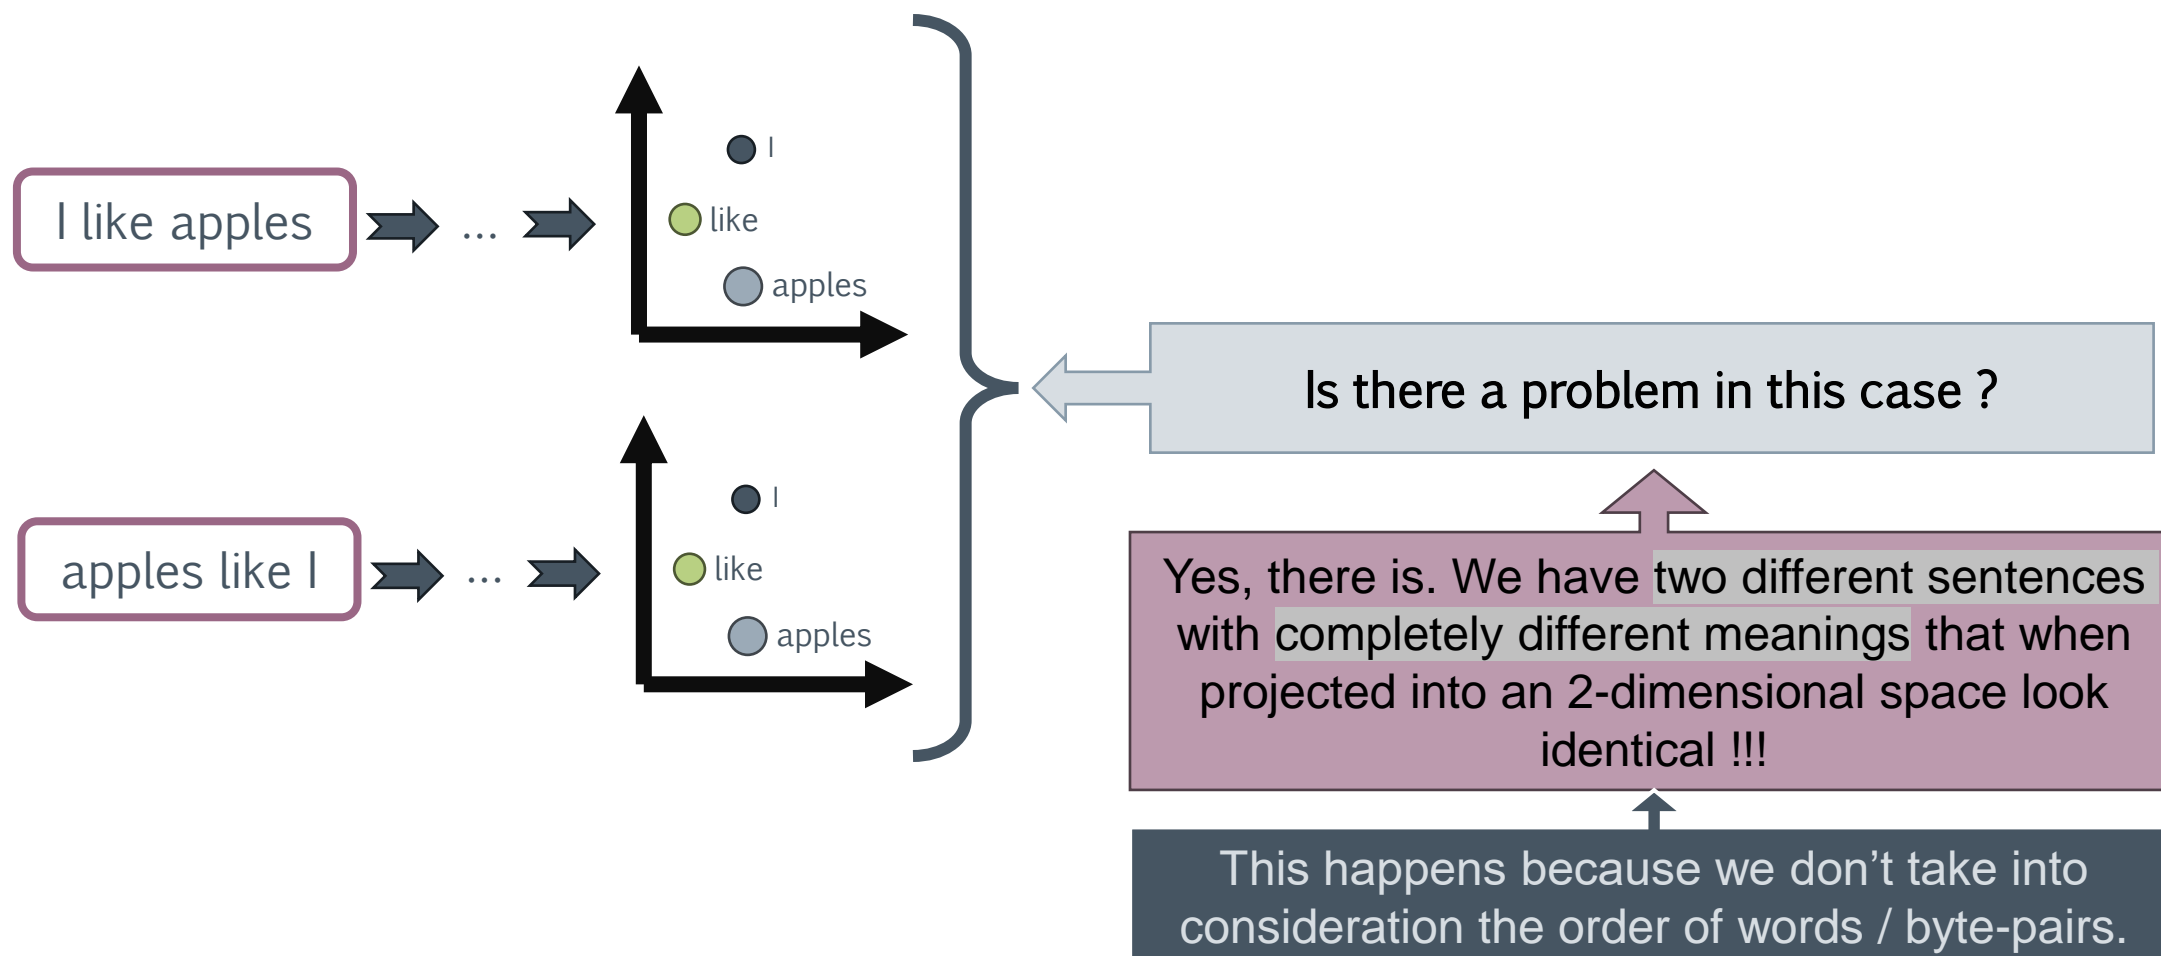 I like apples
...
I
like
apples
apples like I
...
I
like
apples
Is there a problem in this case ?
Yes, there is. We have two different sentences
with completely different meanings that when
projected into an 2-dimensional space look
identical !!!
This happens because we don’t take into
consideration the order of words / byte-pairs.